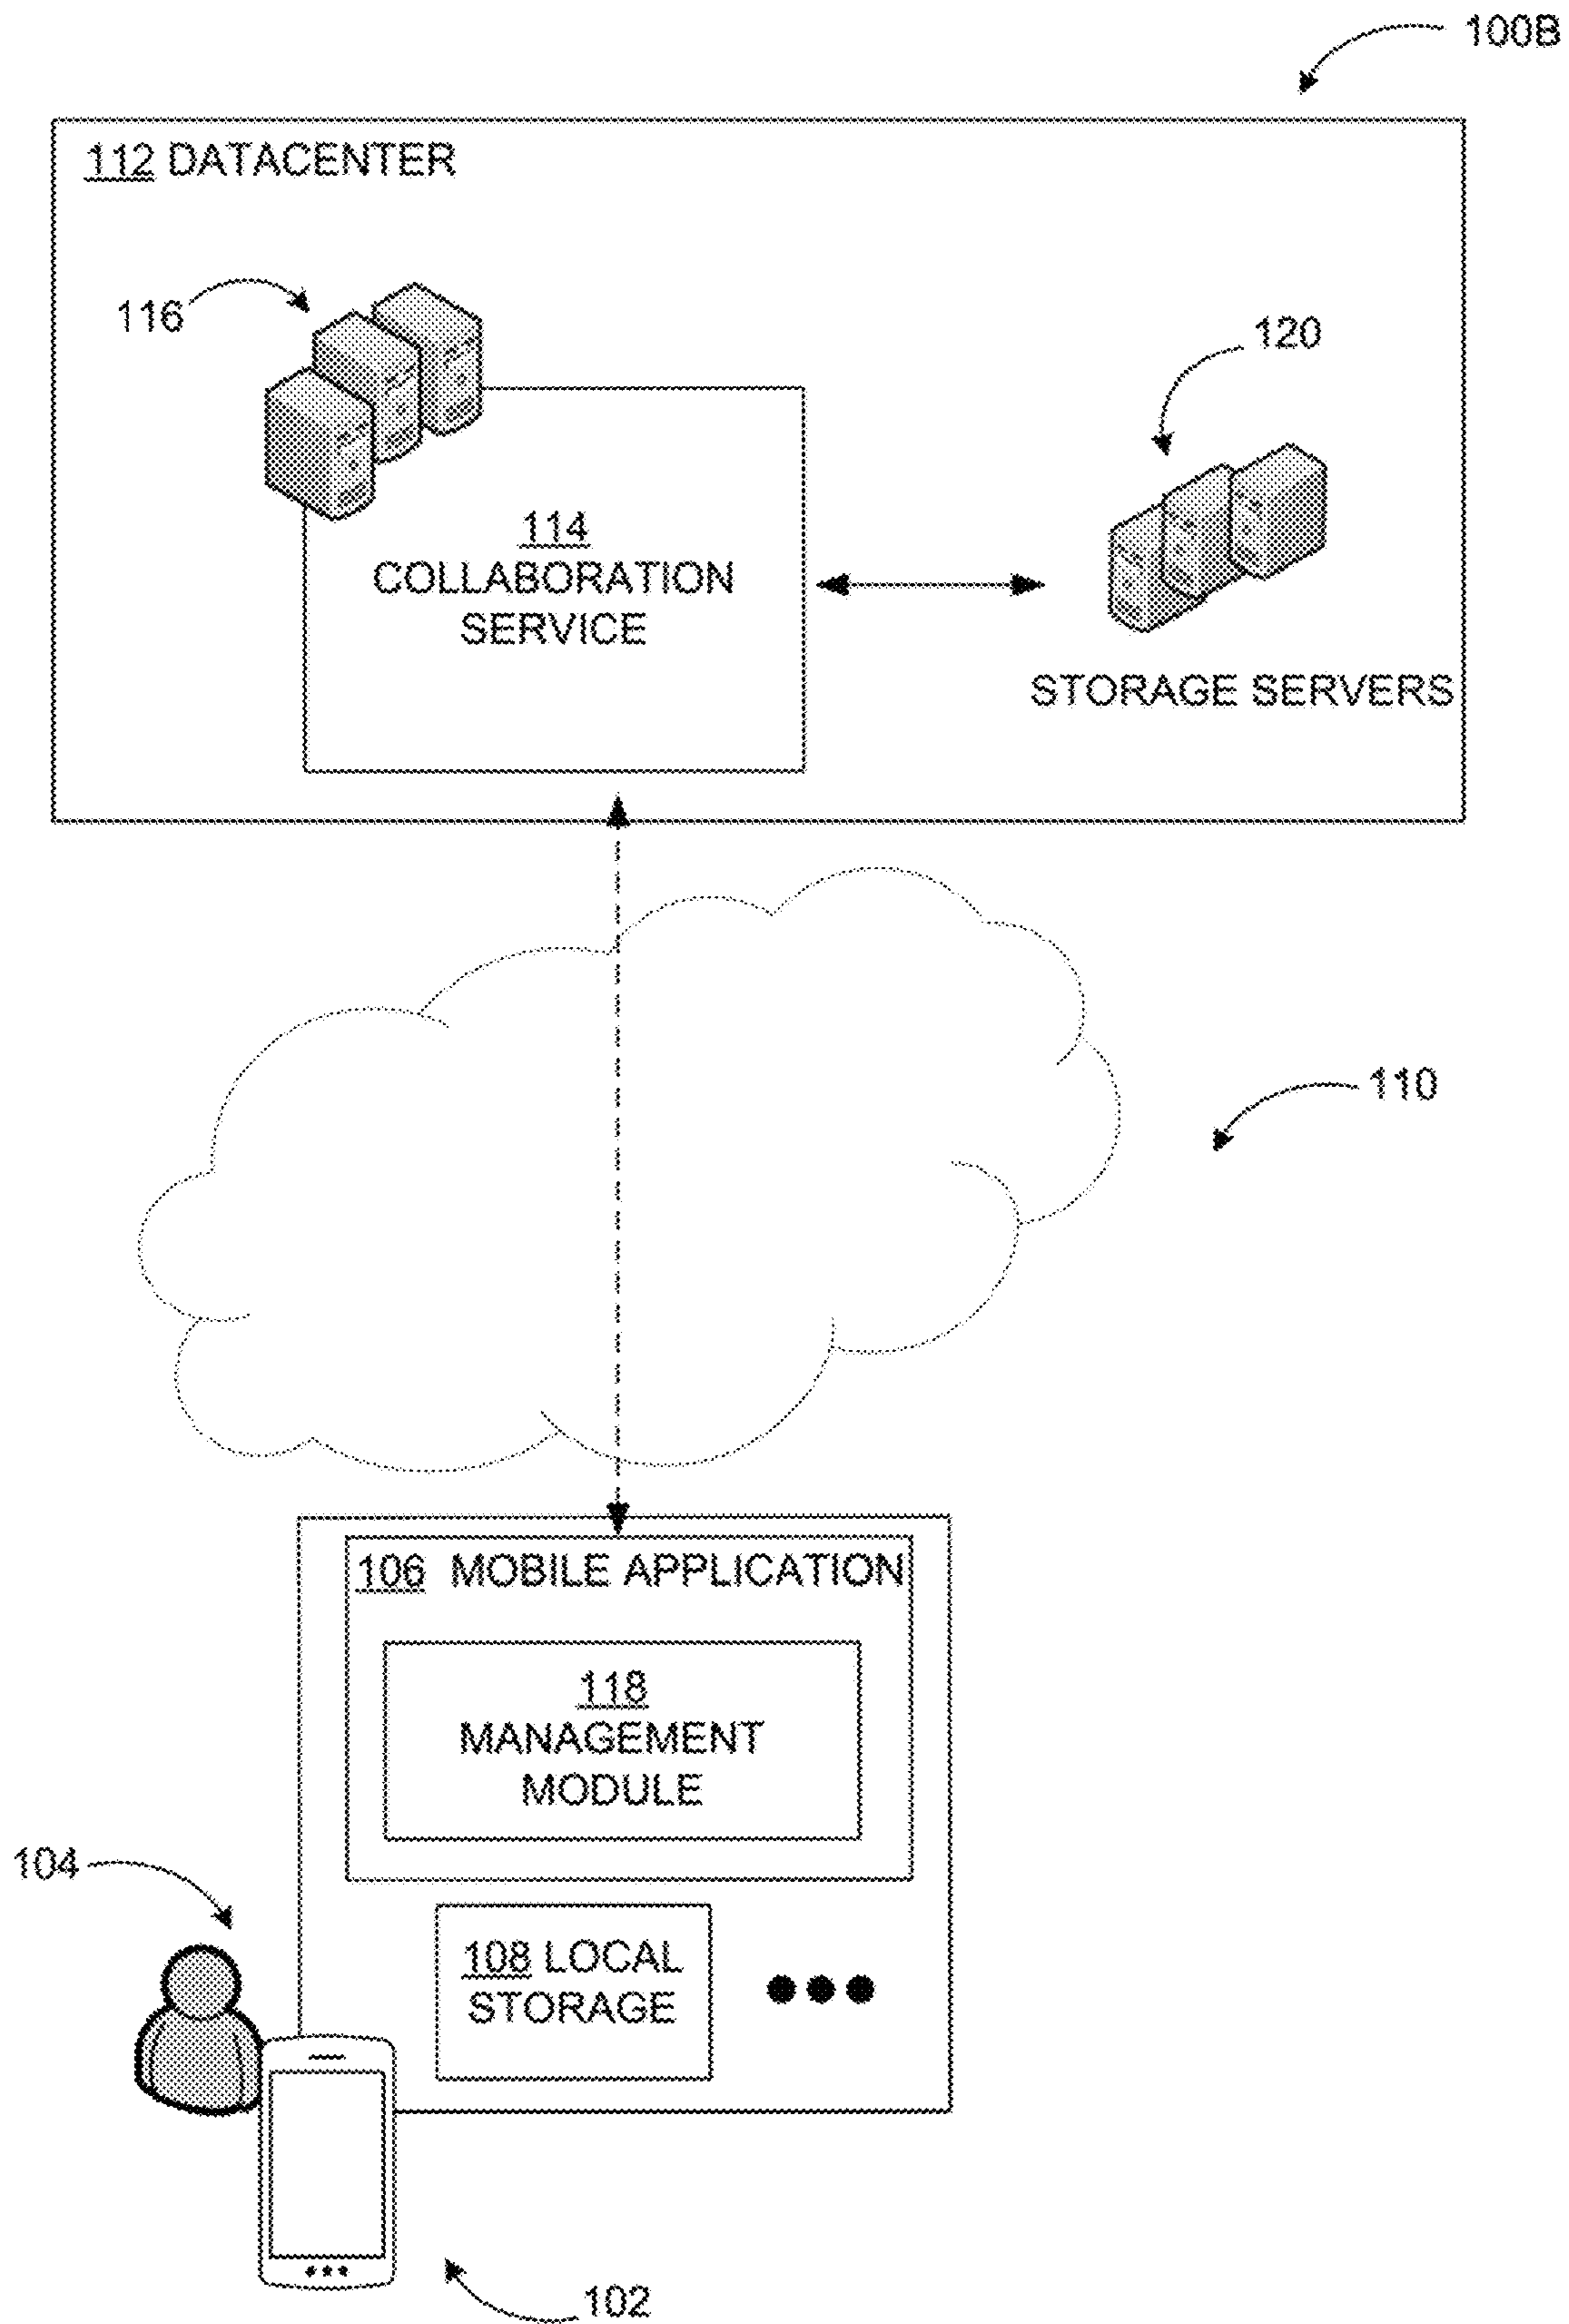 100B
112 DATACENTER
116
120
114
COLLABORATION
SERVICE
STORAGE SERVERS
110
106 MOBILE APPLICATION
118
MANAGEMENT
MODULE
104
108 LOCAL
STORAGE
102